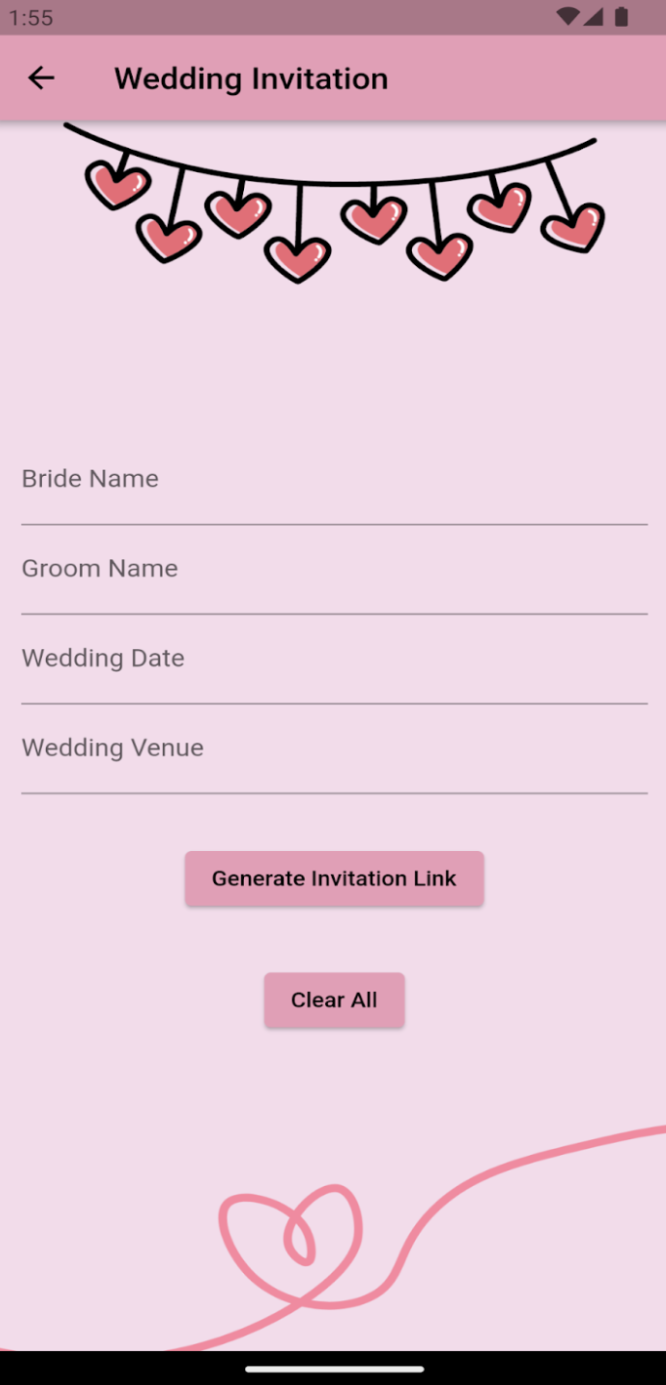 1:55
Wedding Invitation
Bride Name
Groom Name
Wedding Date
Wedding Venue
Generate Invitation Link
Clear All